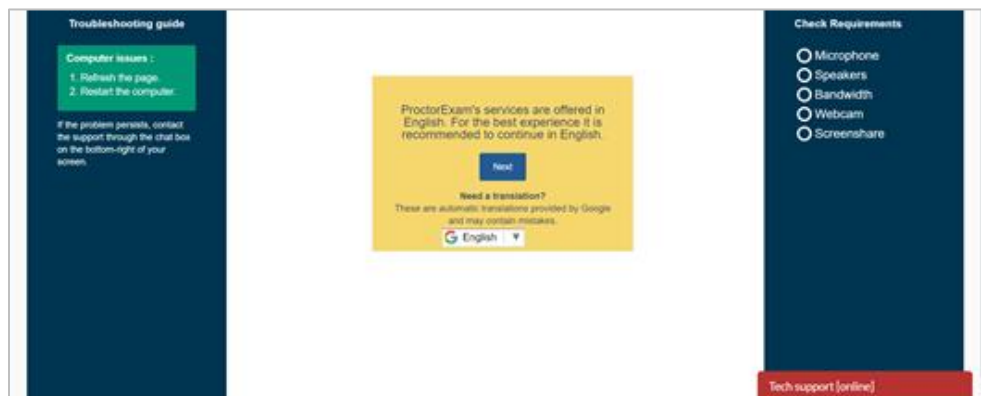 Troubleshooting guide
Computer issues :
1. Refresh the page.
2. Restart the computer.
If the problem persists, contact
the support through the chat box
on the bottom-right of your
screen.
ProctorExam's services are offered in
English. For the best experience it is
recommended to continue in English.
Next
Need a translation?
These are automatic translations provided by Google
and may contain mistakes.
G English ▼
Check Requirements
Microphone
Speakers
Bandwidth
Webcam
Screenshare
Tech support [online]